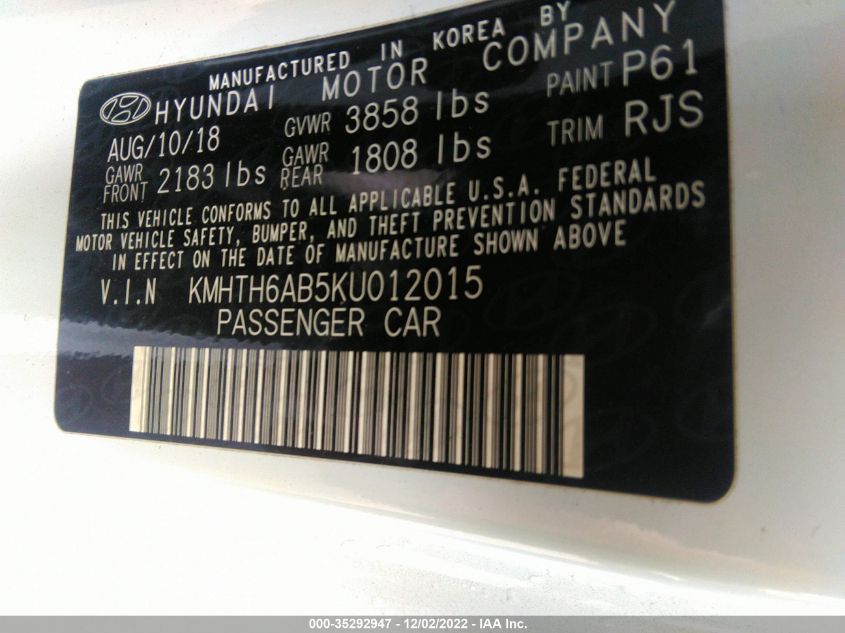 MANUFACTURED IN KOREA BY
HYUNDAI MOTOR COMPANY
AUG/10/18 GVWR 3858 lbs PAINT P61
GAWR FRONT 2183 lbs GAWR REAR 1808 lbs TRIM RJS
THIS VEHICLE CONFORMS TO ALL APPLICABLE U.S.A. FEDERAL
MOTOR VEHICLE SAFETY, BUMPER, AND THEFT PREVENTION STANDARDS
IN EFFECT ON THE DATE OF MANUFACTURE SHOWN ABOVE
V.I.N KMHTH6AB5KU012015
PASSENGER CAR
000-35292947 - 12/02/2022 - IAA Inc.